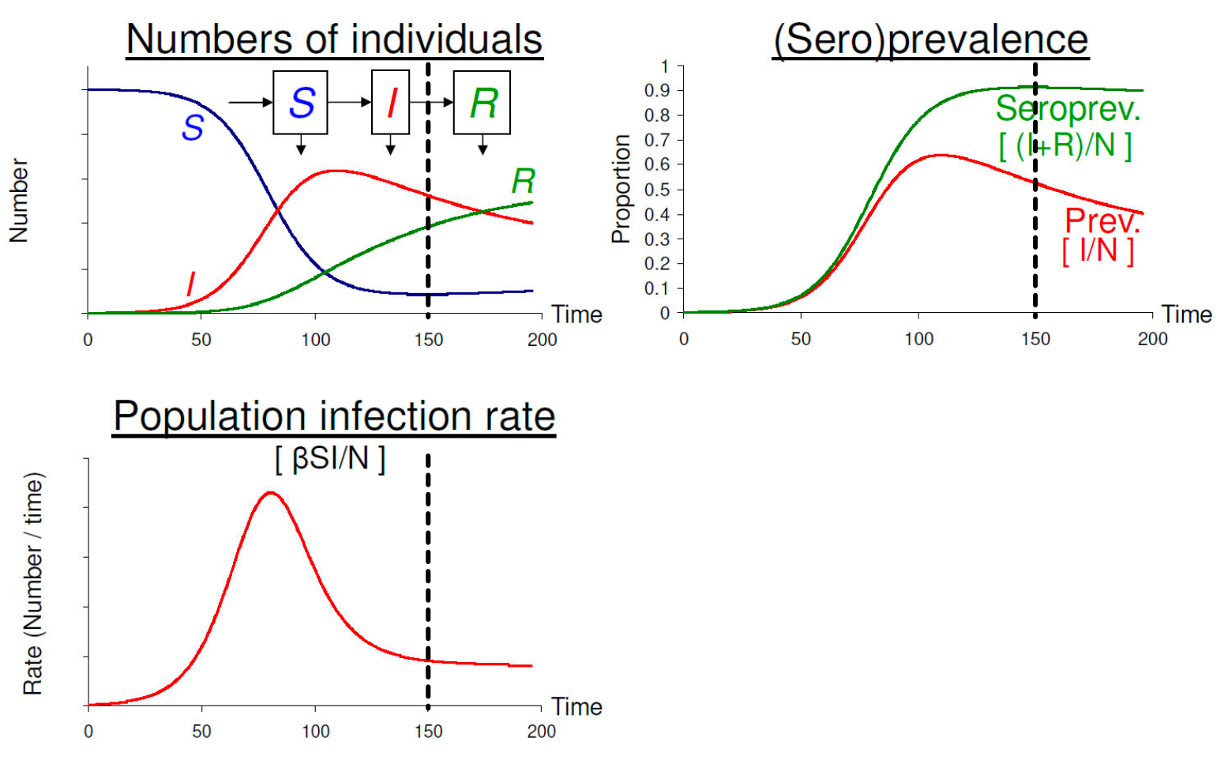 Numbers of individuals
S I R
S
R
I
Number
Time
0 50 100 150 200
(Sero)prevalence
1
0.9
0.8
0.7
0.6
0.5
0.4
0.3
0.2
0.1
0
Proportion
Seroprev.
[ (I+R)/N ]
Prev.
[ I/N ]
Time
0 50 100 150 200
Population infection rate
[ βSI/N ]
Rate (Number / time)
Time
0 50 100 150 200